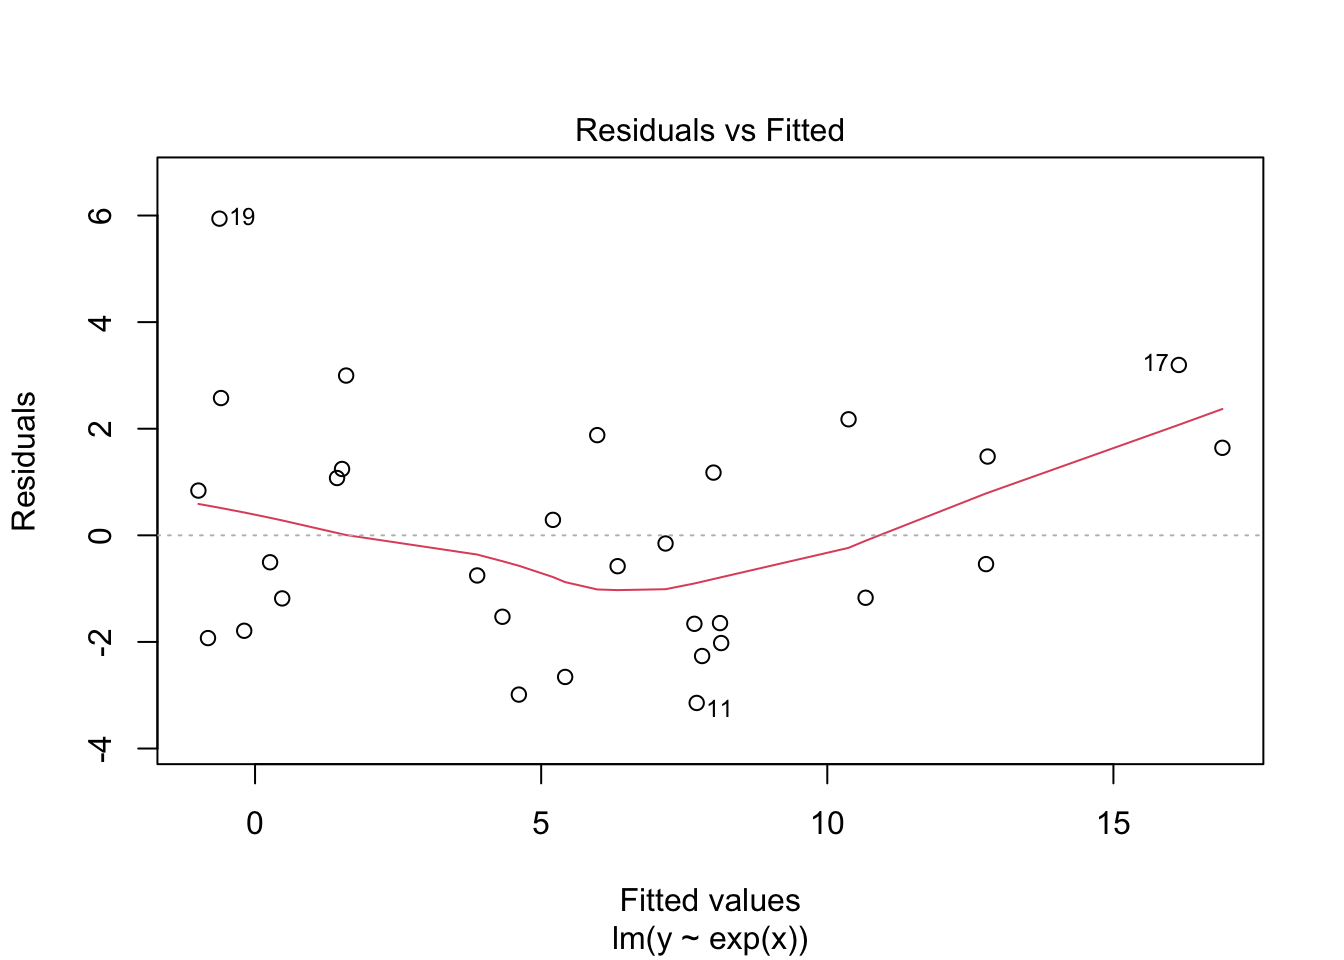 Residuals vs Fitted
Residuals
6
4
2
0
-2
-4
19
17
11
0 5 10 15
Fitted values
lm(y ~ exp(x))